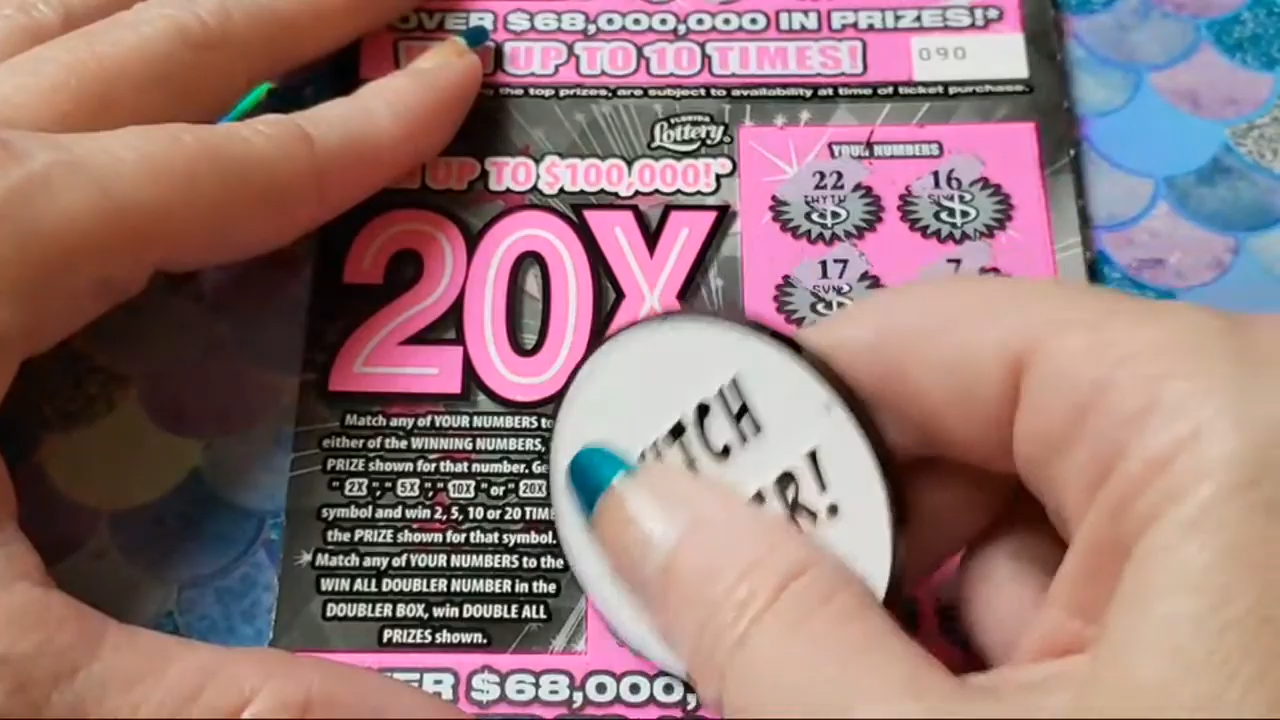 OVER $68,000,000 IN PRIZES!*
UP TO 10 TIMES!
090
the top prizes, are subject to availability at time of ticket purchase.
FLORIDA
Lottery
UP TO $100,000!*
20X
YOUR NUMBERS
22
16
17
7
Match any of YOUR NUMBERS to
either of the WINNING NUMBERS,
PRIZE shown for that number.
"2X", "5X", "10X" or "20X
symbol and win 2, 5, 10 or 20
the PRIZE shown for that symbol.
Match any of YOUR NUMBERS to the
WIN ALL DOUBLER NUMBER in the
DOUBLER BOX, win DOUBLE ALL
PRIZES shown.
$68,000,